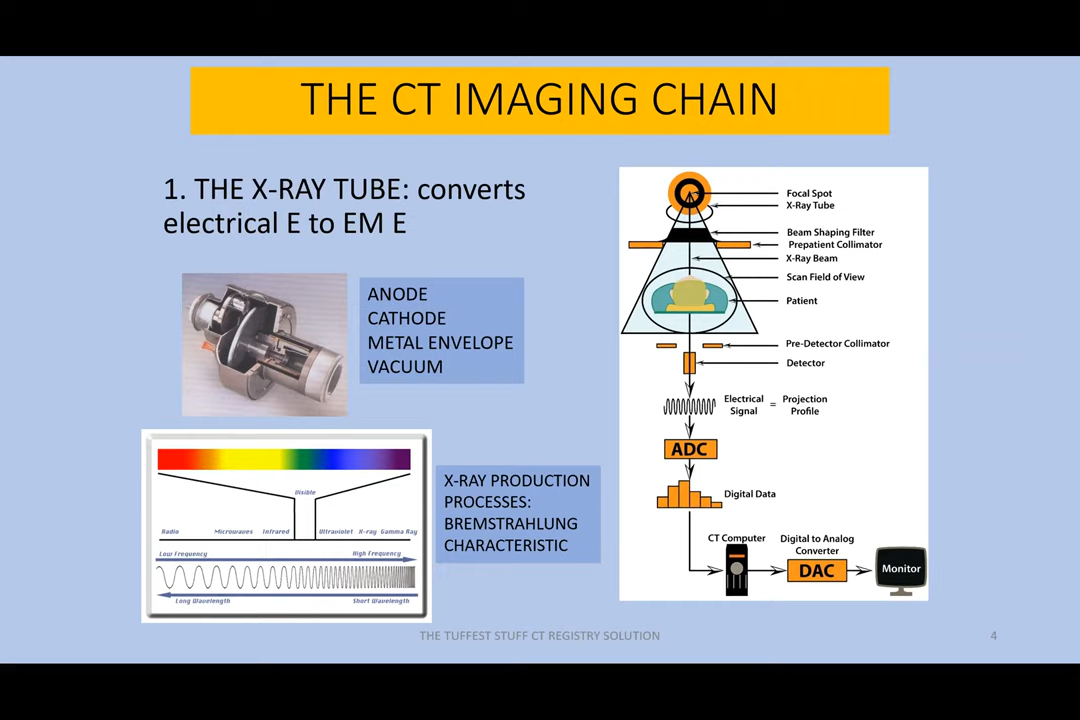 THE CT IMAGING CHAIN
1. THE X-RAY TUBE: converts
electrical E to EM E
ANODE
CATHODE
METAL ENVELOPE
VACUUM
Visible
Radio Microwaves Infrared Ultraviolet X-ray Gamma Ray
Low Frequency High Frequency
Long Wavelength Short Wavelength
X-RAY PRODUCTION
PROCESSES:
BREMSTRAHLUNG
CHARACTERISTIC
Focal Spot
X-Ray Tube
Beam Shaping Filter
Prepatient Collimator
X-Ray Beam
Scan Field of View
Patient
Pre-Detector Collimator
Detector
Electrical Signal = Projection Profile
ADC
Digital Data
CT Computer
Digital to Analog
Converter
DAC
Monitor
THE TUFFEST STUFF CT REGISTRY SOLUTION
4